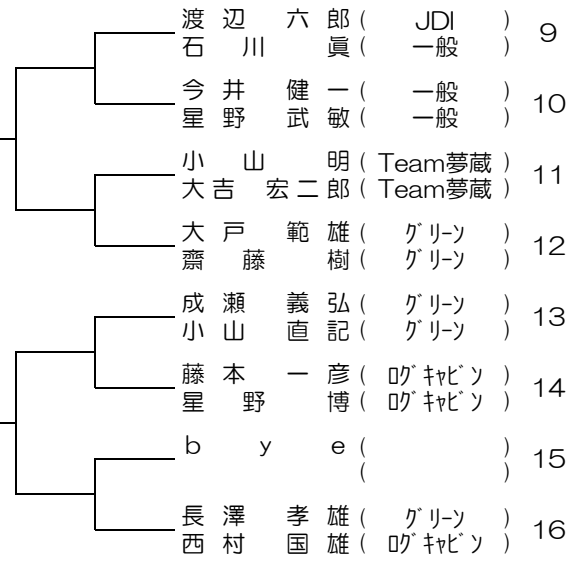 渡辺 六郎 ( JDI ) 9
石川 眞 ( 一般 )
今井 健一 ( 一般 ) 10
星野 武敏 ( 一般 )
小山 明 ( Team夢蔵 ) 11
大吉 宏二郎 ( Team夢蔵 )
大戸 範雄 ( グリーン ) 12
齋藤 樹 ( グリーン )
成瀬 義弘 ( グリーン ) 13
小山 直記 ( グリーン )
藤本 一彦 ( ログキャビン ) 14
星野 博 ( ログキャビン )
bye ( ) 15
( )
長澤 孝雄 ( グリーン ) 16
西村 国雄 ( ログキャビン )